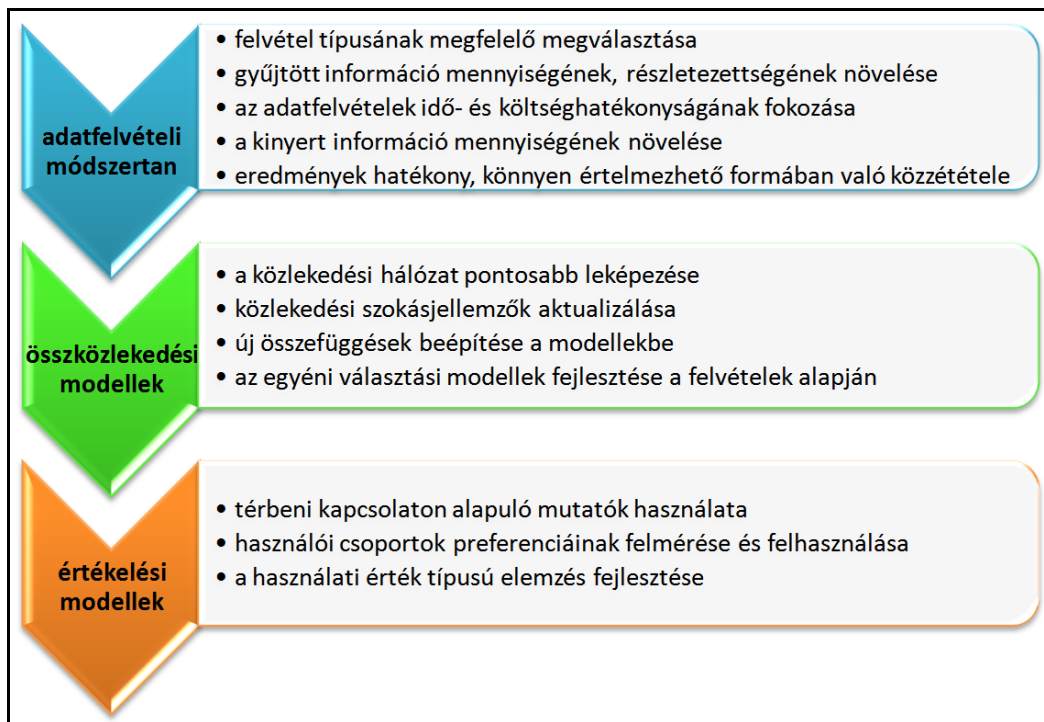 adatfelvételi
módszertan
• felvétel típusának megfelelő megválasztása
• gyűjtött információ mennyiségének, részletezettségének növelése
• az adatfelvételek idő- és költséghatékonyságának fokozása
• a kinyert információ mennyiségének növelése
• eredmények hatékony, könnyen értelmezhető formában való közzététele
összközlekedési
modellek
• a közlekedési hálózat pontosabb leképezése
• közlekedési szokásjellemzők aktualizálása
• új összefüggések beépítése a modellekbe
• az egyéni választási modellek fejlesztése a felvételek alapján
értékelési
modellek
• térbeni kapcsolaton alapuló mutatók használata
• használói csoportok preferenciáinak felmérése és felhasználása
• a használati érték típusú elemzés fejlesztése